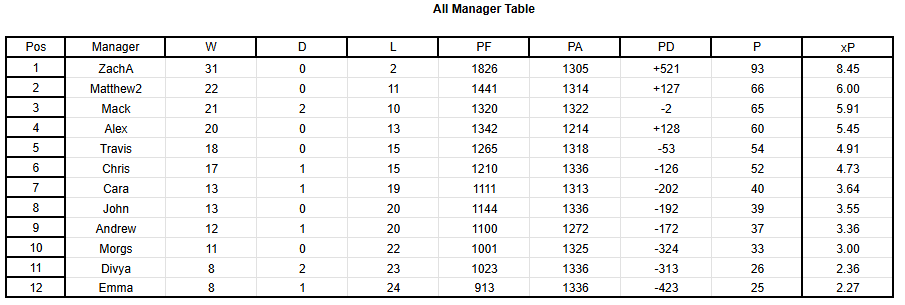 All Manager Table
Pos Manager W D L PF PA PD P xP
1 ZachA 31 0 2 1826 1305 +521 93 8.45
2 Matthew2 22 0 11 1441 1314 +127 66 6.00
3 Mack 21 2 10 1320 1322 -2 65 5.91
4 Alex 20 0 13 1342 1214 +128 60 5.45
5 Travis 18 0 15 1265 1318 -53 54 4.91
6 Chris 17 1 15 1210 1336 -126 52 4.73
7 Cara 13 1 19 1111 1313 -202 40 3.64
8 John 13 0 20 1144 1336 -192 39 3.55
9 Andrew 12 1 20 1100 1272 -172 37 3.36
10 Morgs 11 0 22 1001 1325 -324 33 3.00
11 Divya 8 2 23 1023 1336 -313 26 2.36
12 Emma 8 1 24 913 1336 -423 25 2.27